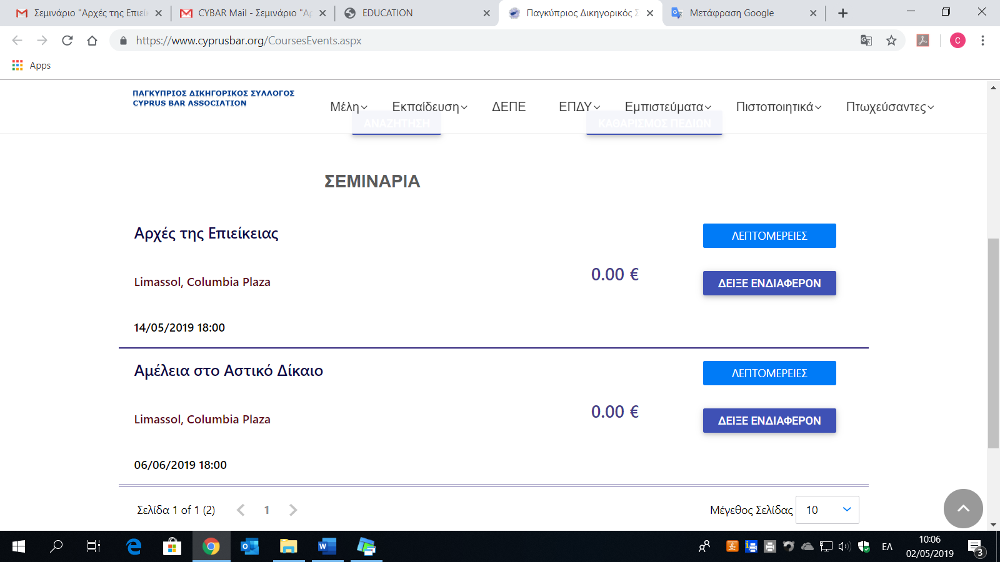 Σεμινάριο "Αρχές της Επιεί
CYBAR Mail - Σεμινάριο "Αρ
EDUCATION
Παγκύπριος Δικηγορικός Σ
Μετάφραση Google
https://www.cyprusbar.org/CoursesEvents.aspx
C
Apps
ΠΑΓΚΥΠΡΙΟΣ ΔΙΚΗΓΟΡΙΚΟΣ ΣΥΛΛΟΓΟΣ
CYPRUS BAR ASSOCIATION
Μέλη
Εκπαίδευση
ΔΕΠΕ
ΕΠΔΥ
Εμπιστεύματα
Πιστοποιητικά
Πτωχεύσαντες
ΑΝΑΖΗΤΗΣΗ
ΚΑΘΑΡΙΣΜΟΣ ΠΕΔΙΩΝ
ΣΕΜΙΝΑΡΙΑ
Αρχές της Επιείκειας
ΛΕΠΤΟΜΕΡΕΙΕΣ
0.00 €
Limassol, Columbia Plaza
ΔΕΙΞΕ ΕΝΔΙΑΦΕΡΟΝ
14/05/2019 18:00
Αμέλεια στο Αστικό Δίκαιο
ΛΕΠΤΟΜΕΡΕΙΕΣ
0.00 €
Limassol, Columbia Plaza
ΔΕΙΞΕ ΕΝΔΙΑΦΕΡΟΝ
06/06/2019 18:00
Σελίδα 1 of 1 (2)
1
Μέγεθος Σελίδας 10
ΕΛ
10:06
02/05/2019
3